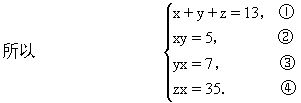 x+y+z=13， ①
xy=5， ②
所以
yx=7， ③
zx=35. ④